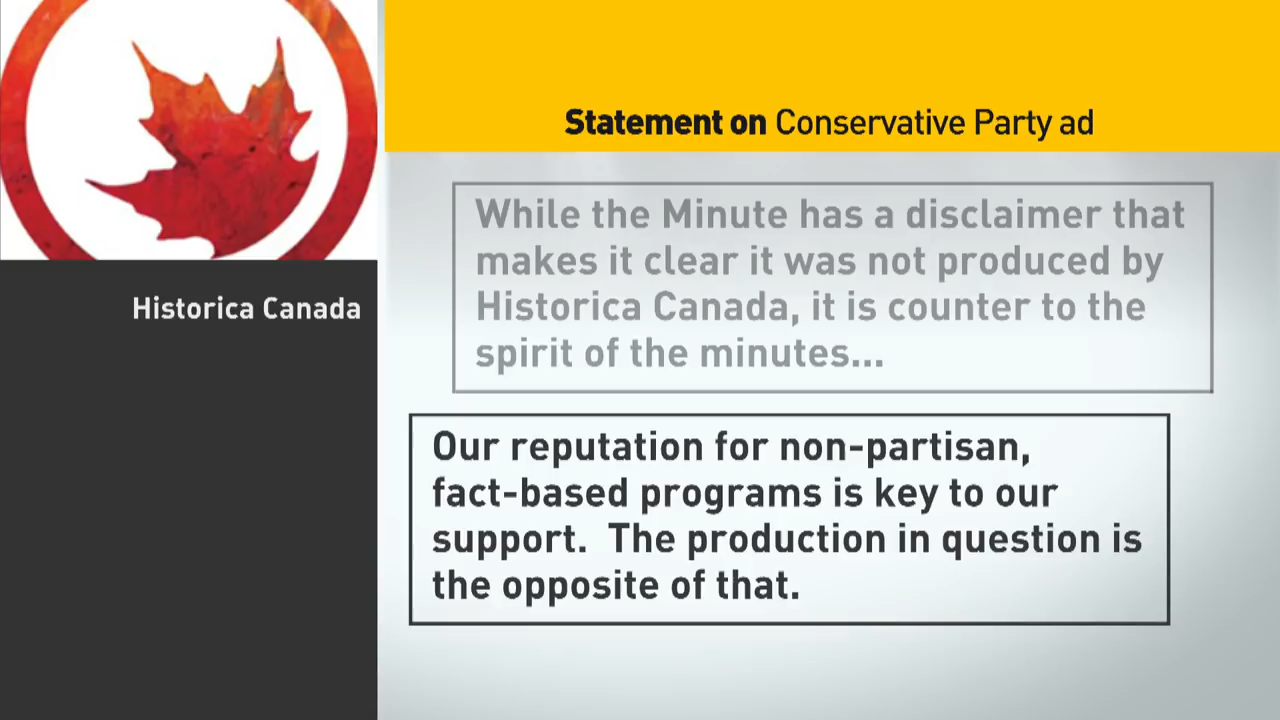 Statement on Conservative Party ad
Historica Canada
While the Minute has a disclaimer that
makes it clear it was not produced by
Historica Canada, it is counter to the
spirit of the minutes...
Our reputation for non-partisan,
fact-based programs is key to our
support.  The production in question is
the opposite of that.